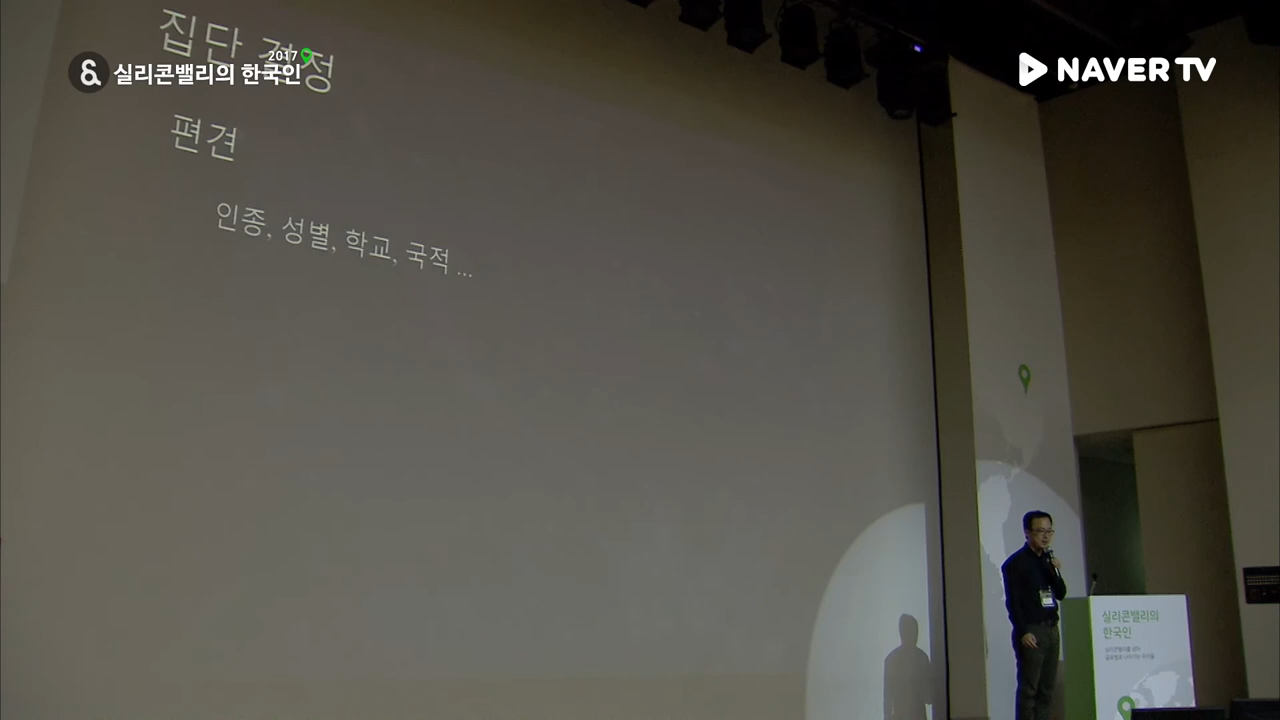 집단 결정
2017
실리콘밸리의 한국인
NAVER TV
편견
인종, 성별, 학교, 국적 ...
실리콘밸리의
한국인